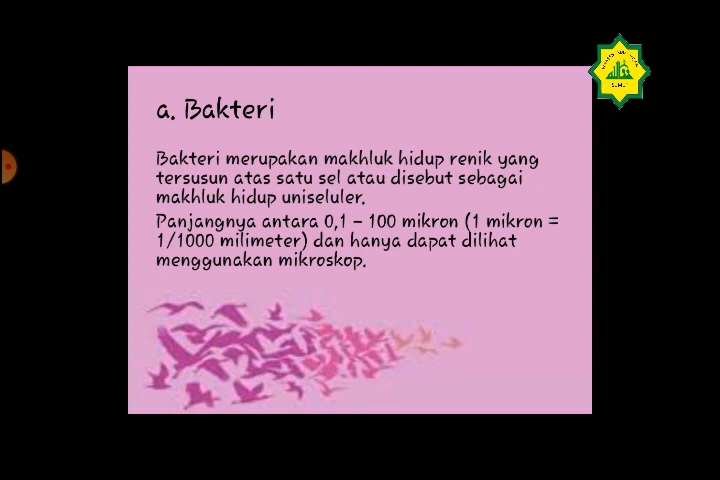 a. Bakteri
Bakteri merupakan makhluk hidup renik yang
tersusun atas satu sel atau disebut sebagai
makhluk hidup uniseluler.
Panjangnya antara 0,1 – 100 mikron (1 mikron =
1/1000 milimeter) dan hanya dapat dilihat
menggunakan mikroskop.